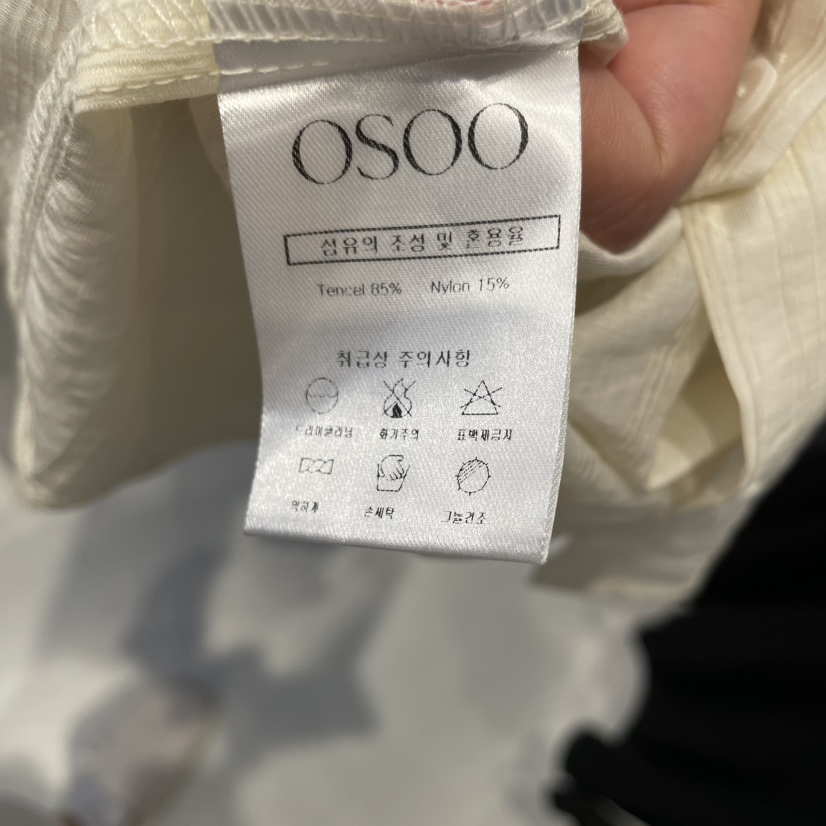 OSOO
섬유의 조성 및 혼용율
Tencel 85% Nylon 15%
취급상 주의사항
드라이클리닝 화기주의 표백제금지
약하게 손세탁 그늘건조